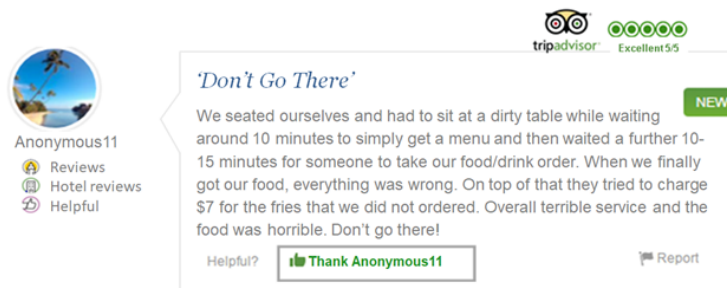 tripadvisor
Excellent 5/5
‘Don’t Go There’
NEW
We seated ourselves and had to sit at a dirty table while waiting
around 10 minutes to simply get a menu and then waited a further 10-
15 minutes for someone to take our food/drink order. When we finally
got our food, everything was wrong. On top of that they tried to charge
$7 for the fries that we did not ordered. Overall terrible service and the
food was horrible. Don’t go there!
Anonymous11
Reviews
Hotel reviews
Helpful
Helpful?
Thank Anonymous11
Report